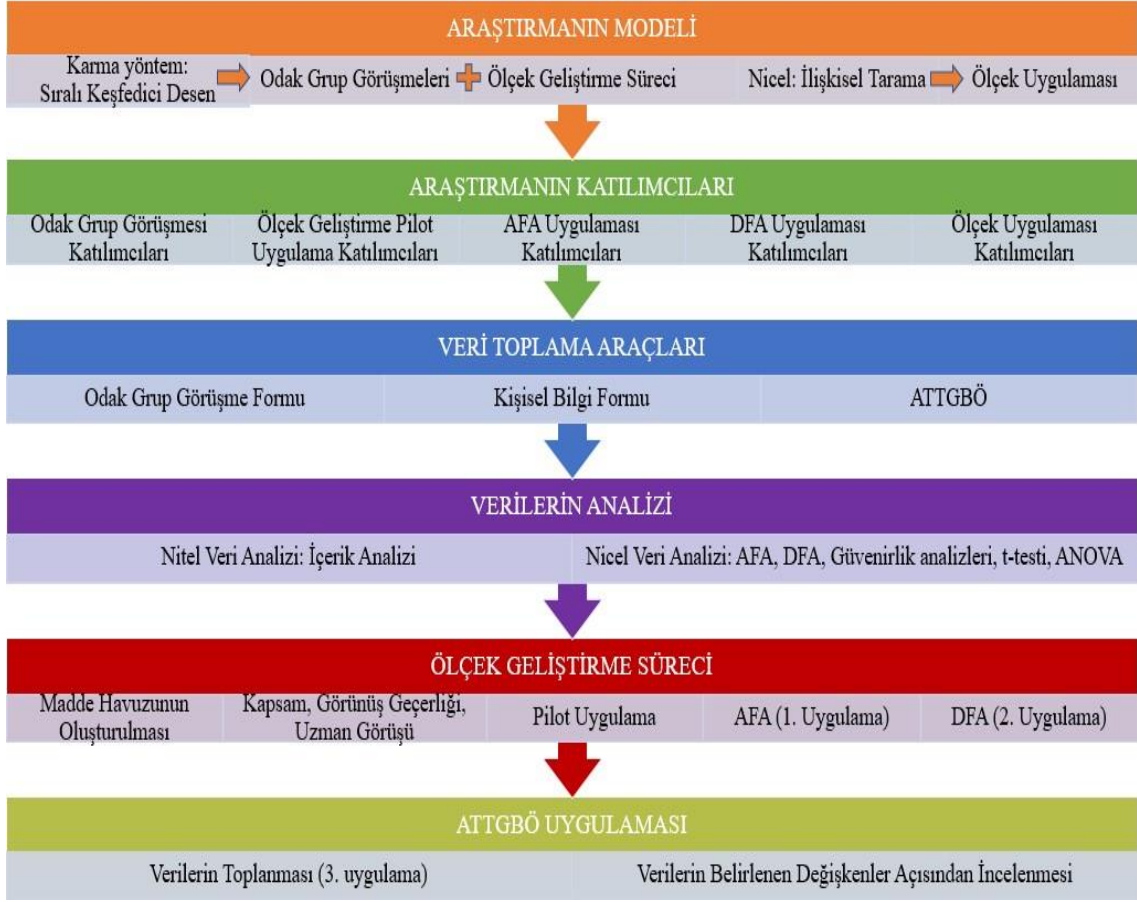 ARAŞTIRMANIN MODELİ
Karma yöntem:
Sıralı Keşfedici Desen
Odak Grup Görüşmeleri
Ölçek Geliştirme Süreci
Nicel: İlişkisel Tarama
Ölçek Uygulaması
ARAŞTIRMANIN KATILIMCILARI
Odak Grup Görüşmesi
Katılımcıları
Ölçek Geliştirme Pilot
Uygulama Katılımcıları
AFA Uygulaması
Katılımcıları
DFA Uygulaması
Katılımcıları
Ölçek Uygulaması
Katılımcıları
VERİ TOPLAMA ARAÇLARI
Odak Grup Görüşme Formu
Kişisel Bilgi Formu
ATTGBÖ
VERİLERİN ANALİZİ
Nitel Veri Analizi: İçerik Analizi
Nicel Veri Analizi: AFA, DFA, Güvenirlik analizleri, t-testi, ANOVA
ÖLÇEK GELİŞTİRME SÜRECİ
Madde Havuzunun
Oluşturulması
Kapsam, Görünüş Geçerliği,
Uzman Görüşü
Pilot Uygulama
AFA (1. Uygulama)
DFA (2. Uygulama)
ATTGBÖ UYGULAMASI
Verilerin Toplanması (3. uygulama)
Verilerin Belirlenen Değişkenler Açısından İncelenmesi